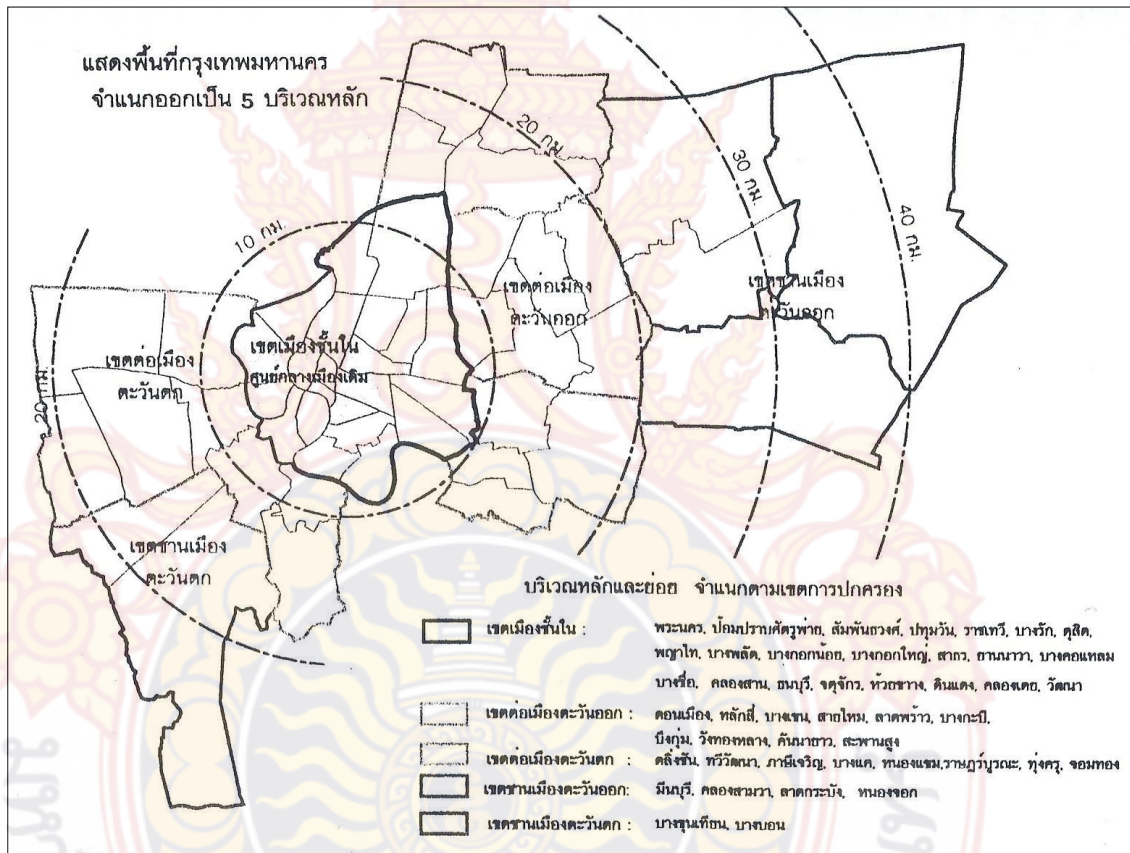 แสดงพื้นที่กรุงเทพมหานคร
จำแนกออกเป็น 5 บริเวณหลัก
10 กม.
20 กม.
30 กม.
40 กม.
20 กม.
เขตต่อเมือง
ตะวันออก
เขตชานเมือง
ตะวันออก
เขตเมืองชั้นใน
ศูนย์กลางเมืองเดิม
เขตต่อเมือง
ตะวันตก
เขตชานเมือง
ตะวันตก
บริเวณหลักและย่อย จำแนกตามเขตการปกครอง
เขตเมืองชั้นใน : พระนคร, ป้อมปราบศัตรูพ่าย, สัมพันธวงศ์, ปทุมวัน, ราชเทวี, บางรัก, ดุสิต,
พญาไท, บางพลัด, บางกอกน้อย, บางกอกใหญ่, สาทร, ยานนาวา, บางคอแหลม
บางซื่อ, คลองสาน, ธนบุรี, จตุจักร, ห้วยขวาง, ดินแดง, คลองเตย, วัฒนา
เขตต่อเมืองตะวันออก : ดอนเมือง, หลักสี่, บางเขน, สายไหม, ลาดพร้าว, บางกะปิ,
บึงกุ่ม, วังทองหลาง, คันนายาว, สะพานสูง
เขตต่อเมืองตะวันตก : ตลิ่งชัน, ทวีวัฒนา, ภาษีเจริญ, บางแค, หนองแขม,ราษฎร์บูรณะ, ทุ่งครุ, จอมทอง
เขตชานเมืองตะวันออก: มีนบุรี, คลองสามวา, ลาดกระบัง, หนองจอก
เขตชานเมืองตะวันตก : บางขุนเทียน, บางบอน